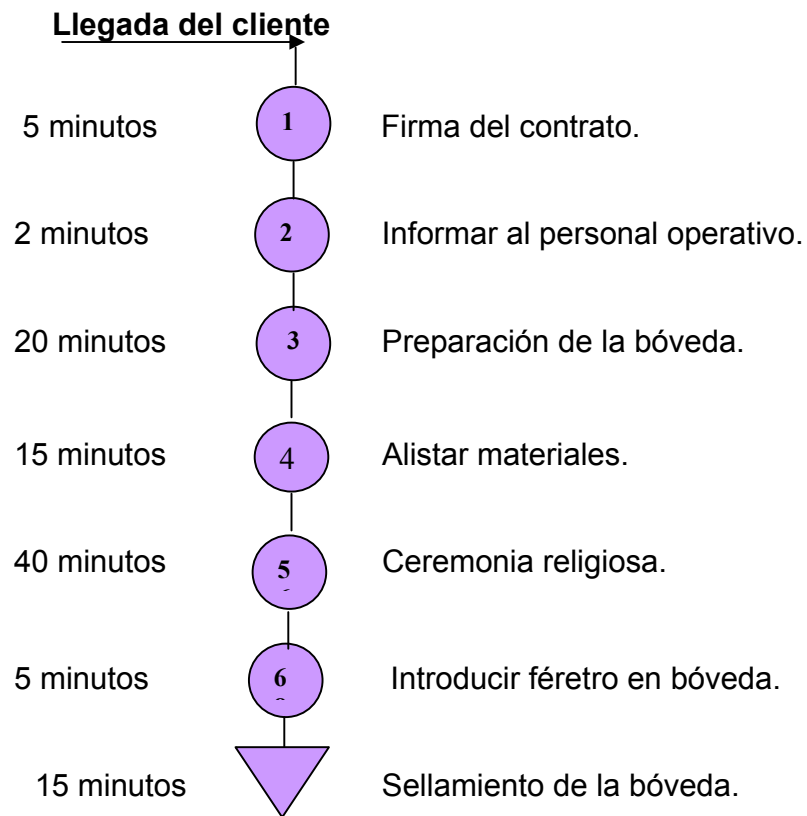 Llegada del cliente
5 minutos 1 Firma del contrato.
2 minutos 2 Informar al personal operativo.
20 minutos 3 Preparación de la bóveda.
15 minutos 4 Alistar materiales.
40 minutos 5 Ceremonia religiosa.
5 minutos 6 Introducir féretro en bóveda.
15 minutos Sellamiento de la bóveda.